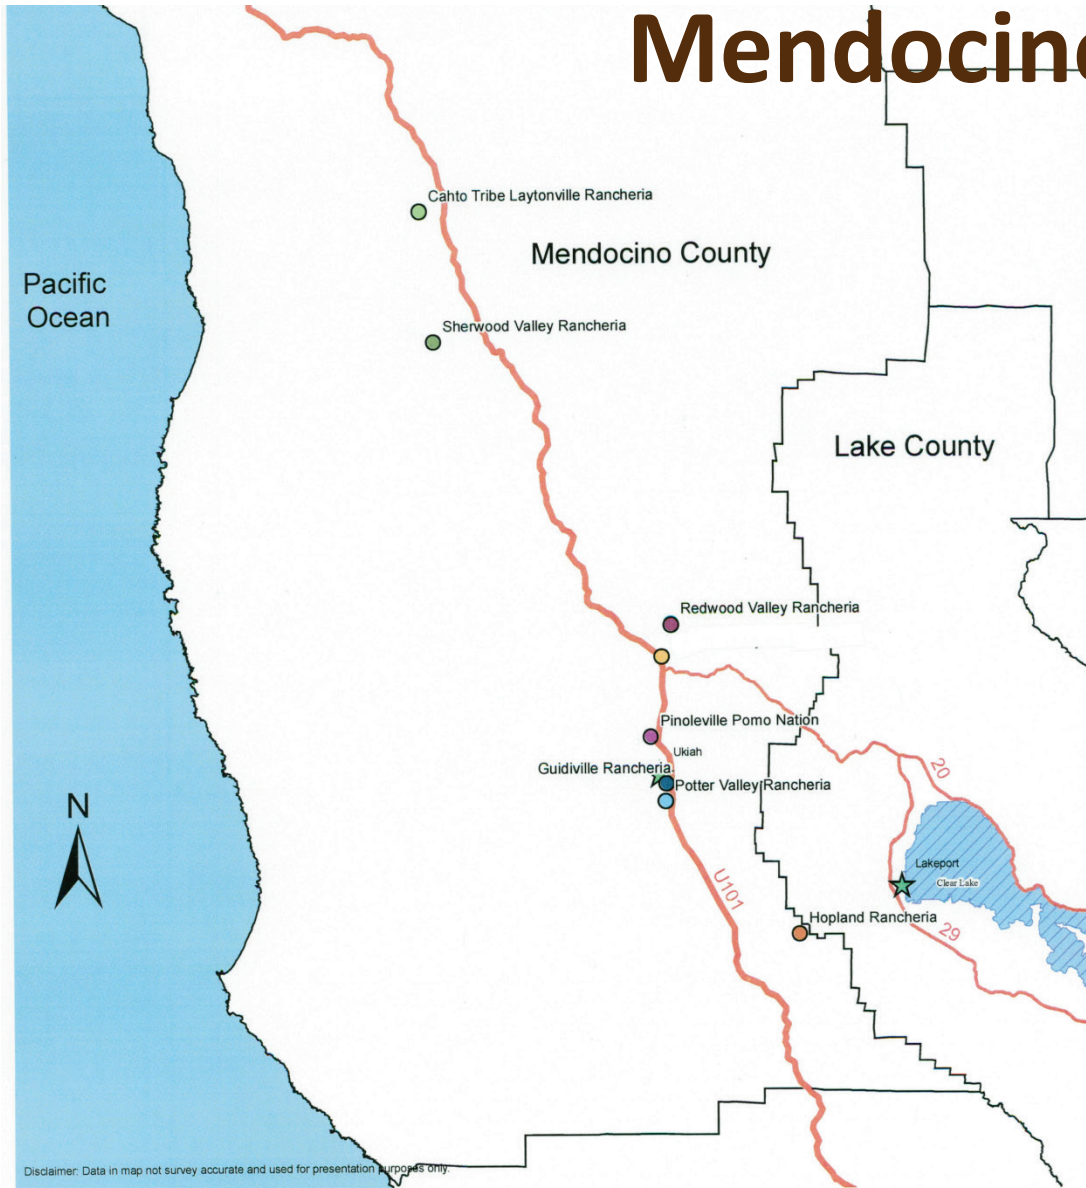 Mendocino
Cahto Tribe Laytonville Rancheria
Mendocino County
Pacific
Ocean
Sherwood Valley Rancheria
Lake County
Redwood Valley Rancheria
Pinoleville Pomo Nation
Ukiah
Guidiville Rancheria
Potter Valley Rancheria
20
N
Lakeport
Clear Lake
U101
Hopland Rancheria
29
Disclaimer: Data in map not survey accurate and used for presentation purposes only.